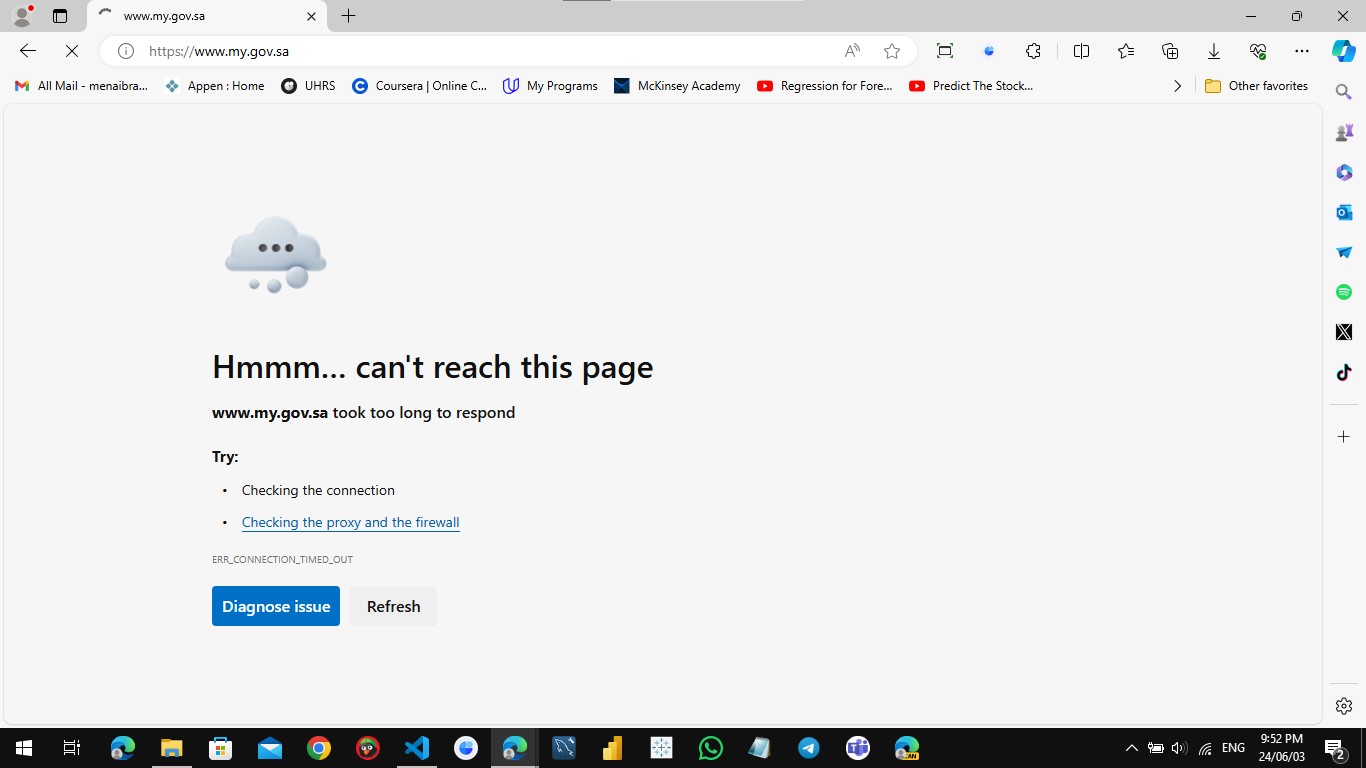 www.my.gov.sa
https://www.my.gov.sa
All Mail - menaibra...
Appen : Home
UHRS
Coursera | Online C...
My Programs
McKinsey Academy
Regression for Fore...
Predict The Stock...
Other favorites
Hmmm... can't reach this page
www.my.gov.sa took too long to respond
Try:
• Checking the connection
• Checking the proxy and the firewall
ERR_CONNECTION_TIMED_OUT
Diagnose issue
Refresh
ENG
9:52 PM
24/06/03
2